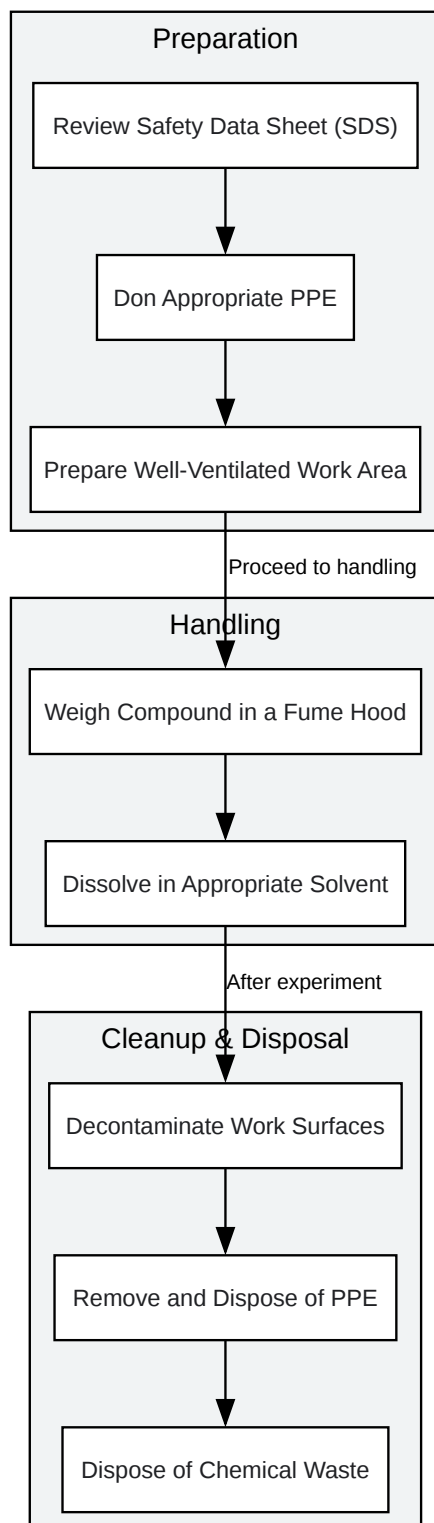 Preparation
Review Safety Data Sheet (SDS)
Don Appropriate PPE
Prepare Well-Ventilated Work Area
Proceed to handling
Handling
Weigh Compound in a Fume Hood
Dissolve in Appropriate Solvent
After experiment
Cleanup & Disposal
Decontaminate Work Surfaces
Remove and Dispose of PPE
Dispose of Chemical Waste